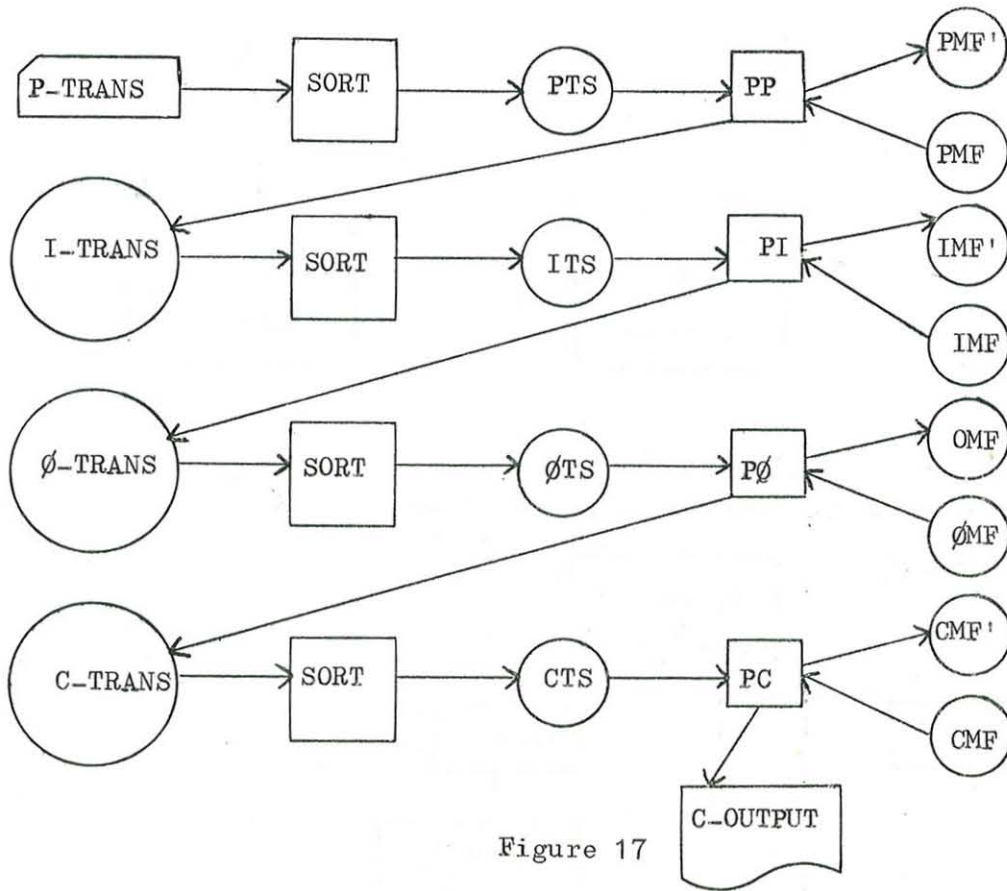 P-TRANS SORT PTS PP PMF'
PMF
I-TRANS SORT ITS PI IMF'
IMF
Ø-TRANS SORT ØTS PØ OMF
ØMF
C-TRANS SORT CTS PC CMF'
CMF
C-OUTPUT
Figure 17